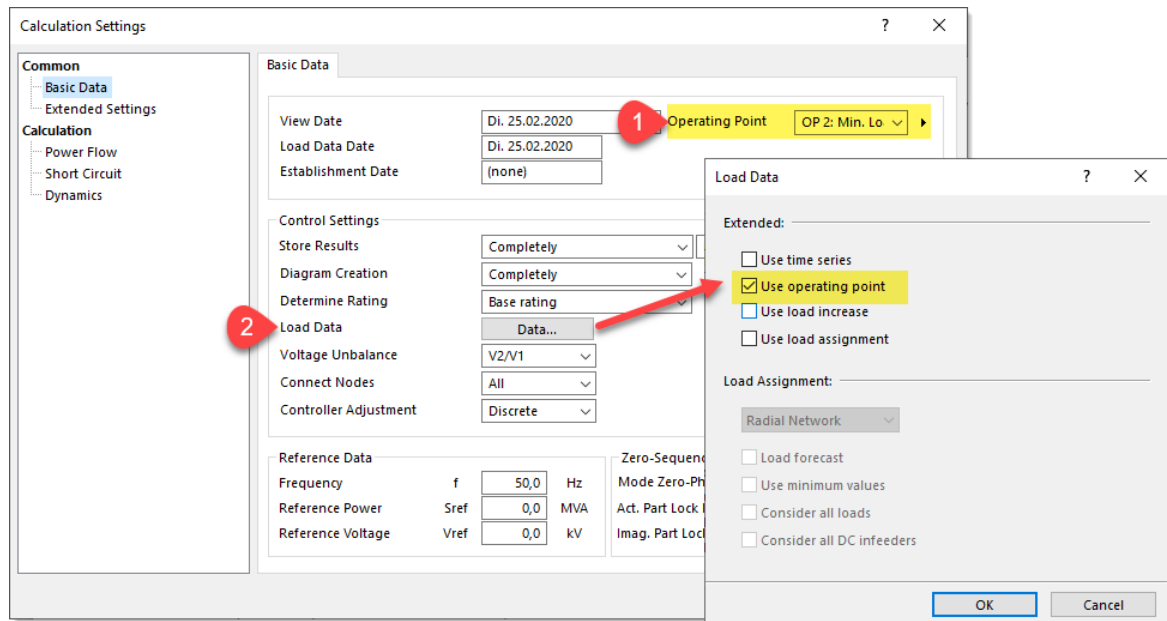 Calculation Settings ?
Common
Basic Data
Extended Settings
Calculation
Power Flow
Short Circuit
Dynamics
Basic Data
View Date Di. 25.02.2020 1 Operating Point OP 2: Min. Lo
Load Data Date Di. 25.02.2020
Establishment Date (none)
Control Settings
Store Results Completely
Diagram Creation Completely
Determine Rating Base rating
2 Load Data Data...
Voltage Unbalance V2/V1
Connect Nodes All
Controller Adjustment Discrete
Reference Data
Frequency f 50,0 Hz
Reference Power Sref 0,0 MVA
Reference Voltage Vref 0,0 kV
Zero-Sequen
Mode Zero-Ph
Act. Part Lock
Imag. Part Loc
Load Data ?
Extended:
Use time series
Use operating point
Use load increase
Use load assignment
Load Assignment:
Radial Network
Load forecast
Use minimum values
Consider all loads
Consider all DC infeeders
OK Cancel